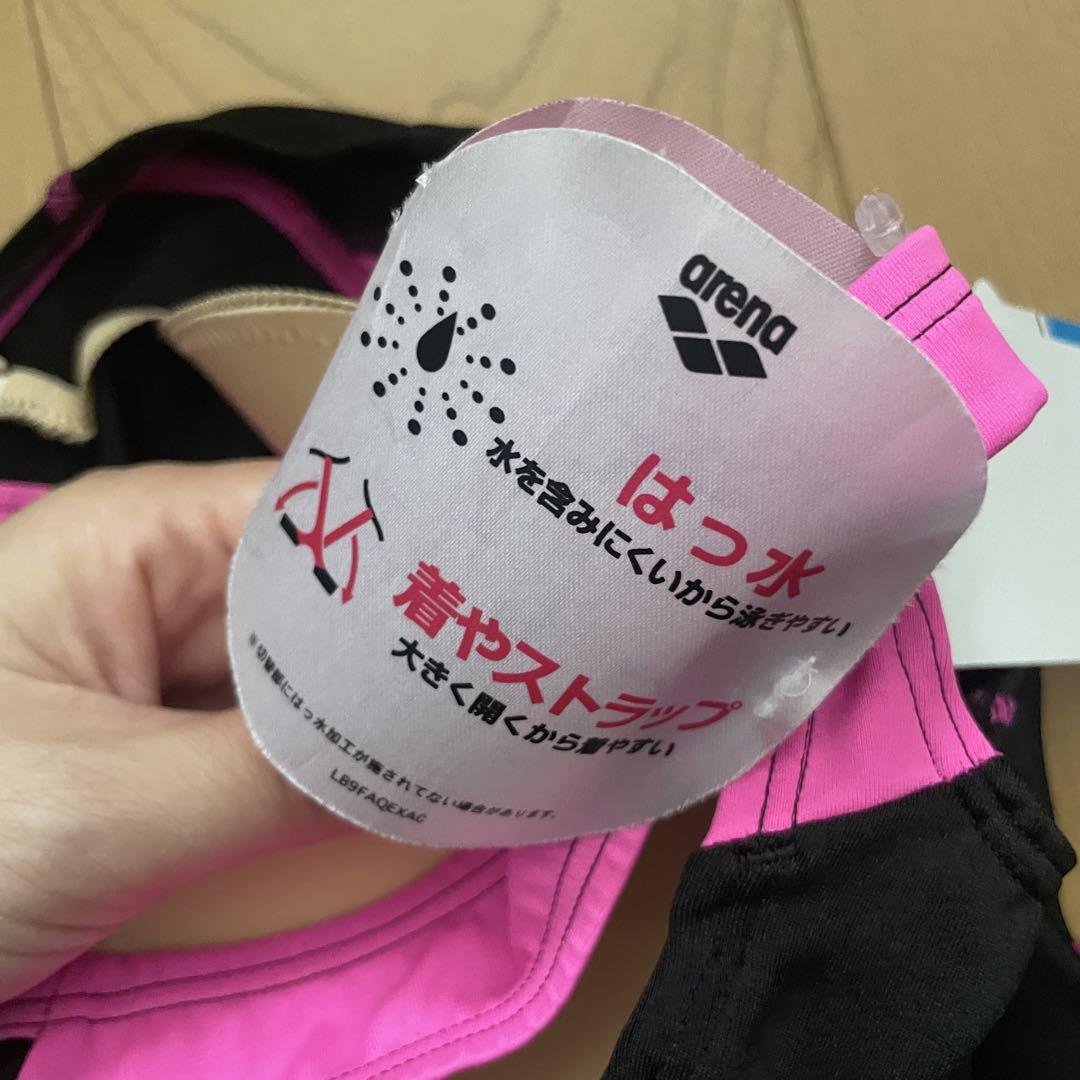 arena
はっ水
水を含みにくいから泳ぎやすい
着やストラップ
大きく開くから着やすい
※切替部にはっ水加工が施されてない場合があります。
LB9FAQEXAC